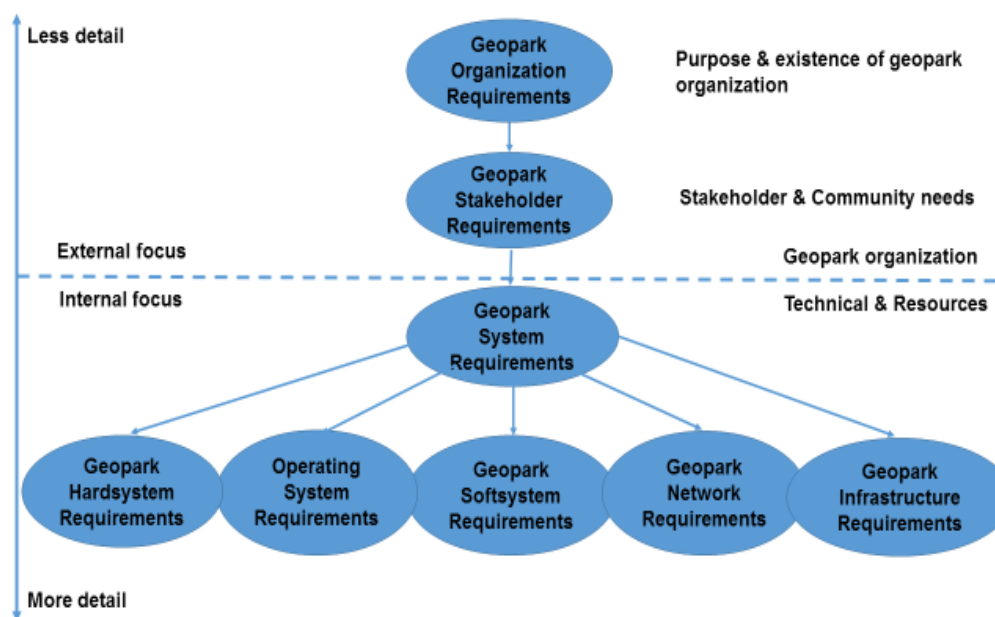 Less detail
Geopark
Organization
Requirements
Purpose & existence of geopark
organization
Geopark
Stakeholder
Requirements
Stakeholder & Community needs
External focus
Geopark organization
Internal focus
Technical & Resources
Geopark
System
Requirements
Geopark
Hardsystem
Requirements
Operating
System
Requirements
Geopark
Softsystem
Requirements
Geopark
Network
Requirements
Geopark
Infrastructure
Requirements
More detail